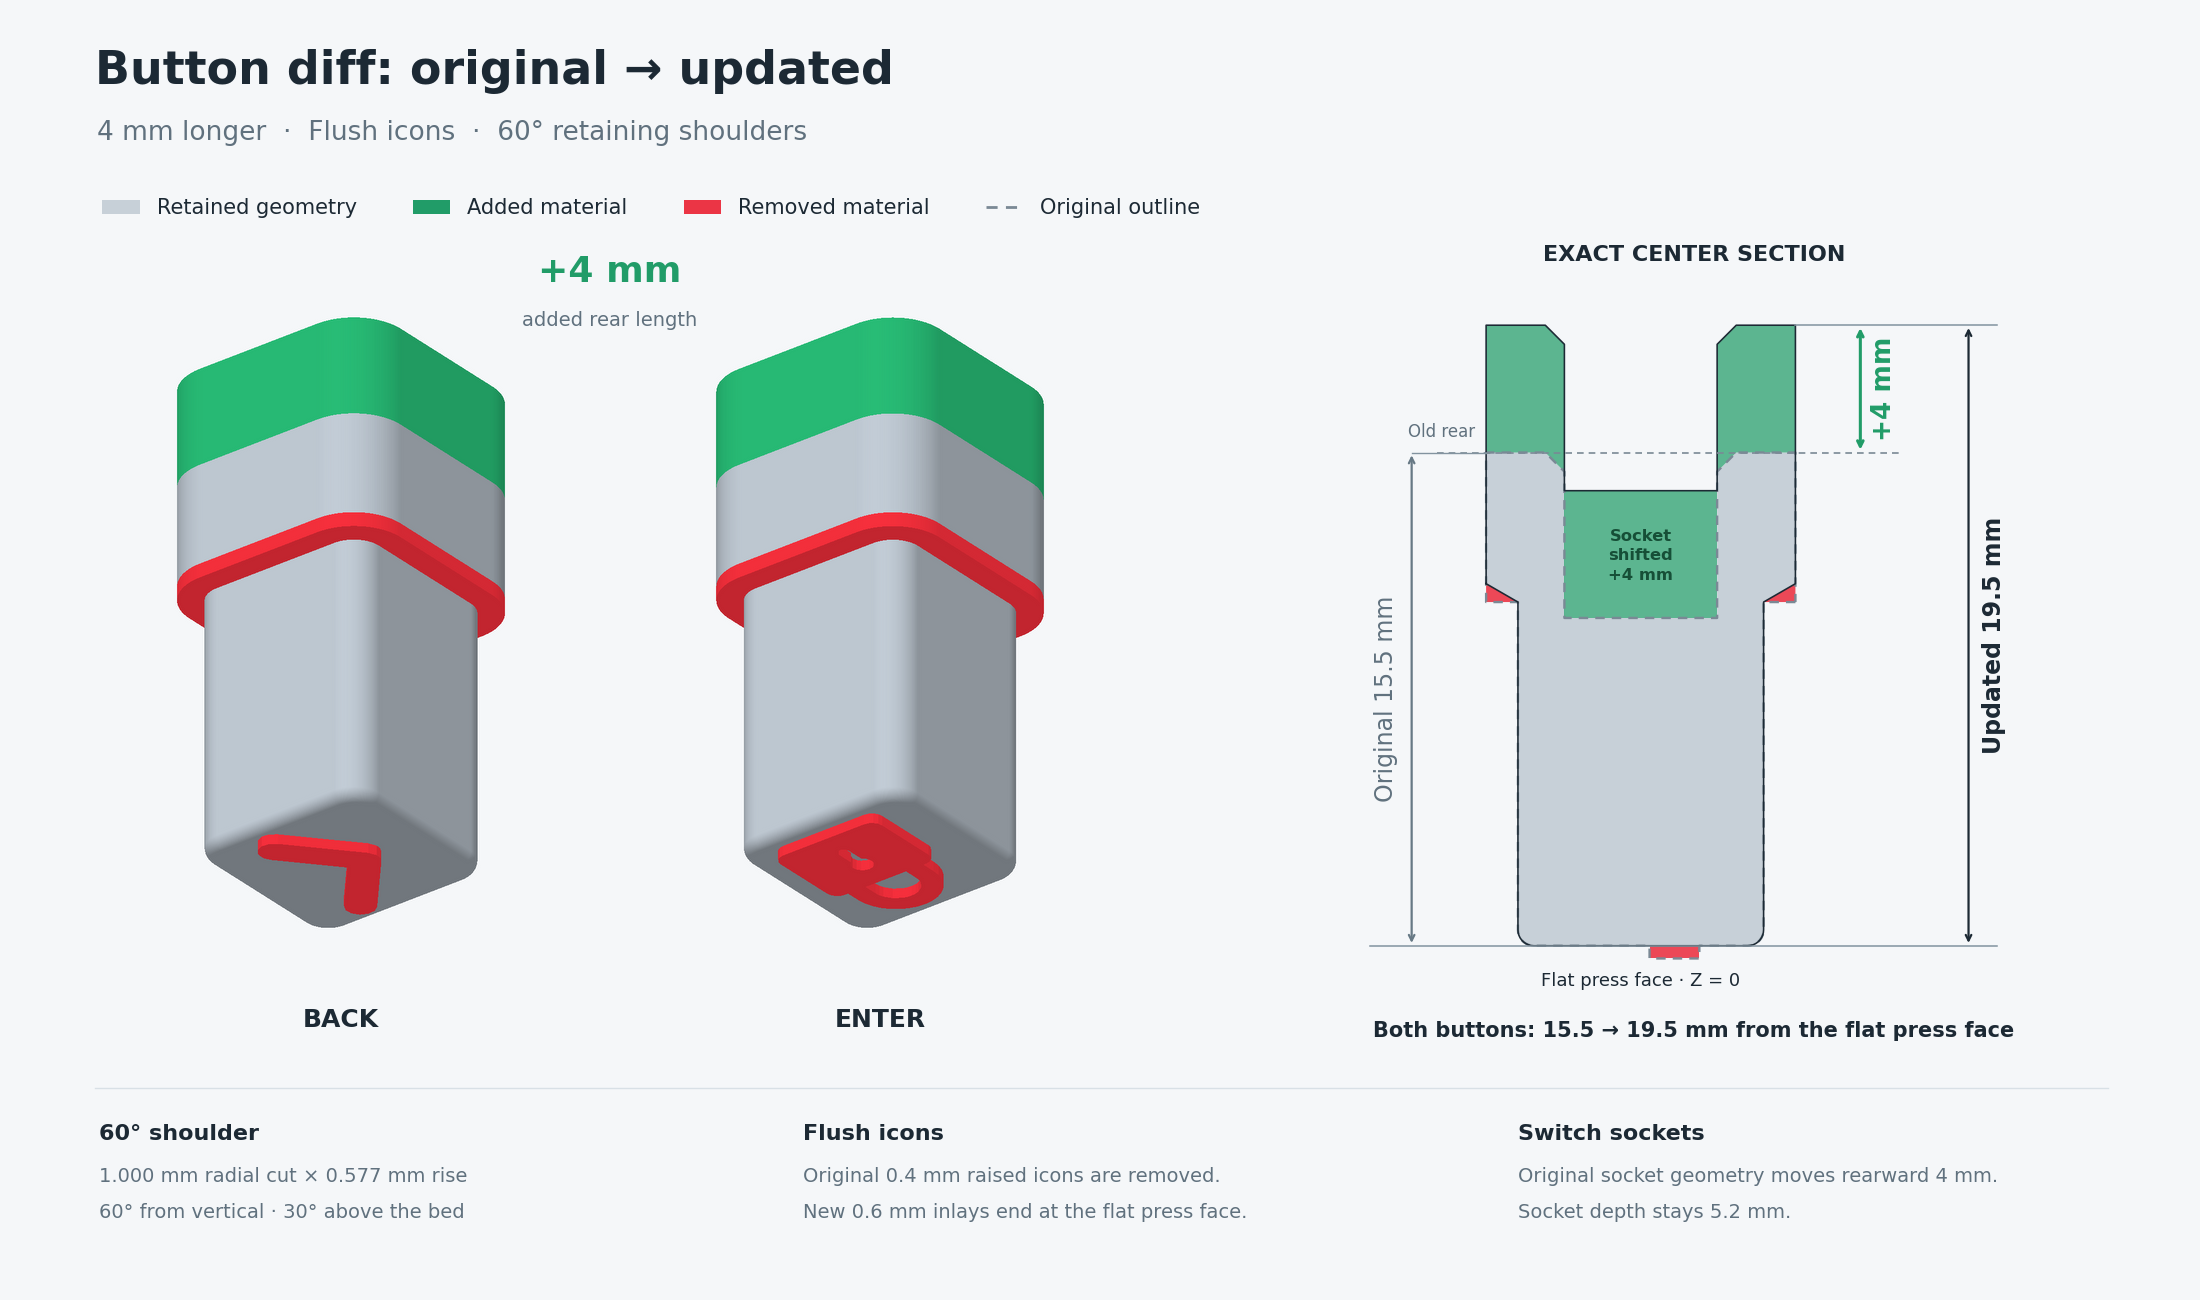 Button diff: original → updated
4 mm longer · Flush icons · 60° retaining shoulders
Retained geometry
Added material
Removed material
Original outline
+4 mm
added rear length
BACK
ENTER
EXACT CENTER SECTION
+4 mm
Old rear
Socket
shifted
+4 mm
Original 15.5 mm
Updated 19.5 mm
Flat press face · Z = 0
Both buttons: 15.5 → 19.5 mm from the flat press face
60° shoulder
1.000 mm radial cut × 0.577 mm rise
60° from vertical · 30° above the bed
Flush icons
Original 0.4 mm raised icons are removed.
New 0.6 mm inlays end at the flat press face.
Switch sockets
Original socket geometry moves rearward 4 mm.
Socket depth stays 5.2 mm.